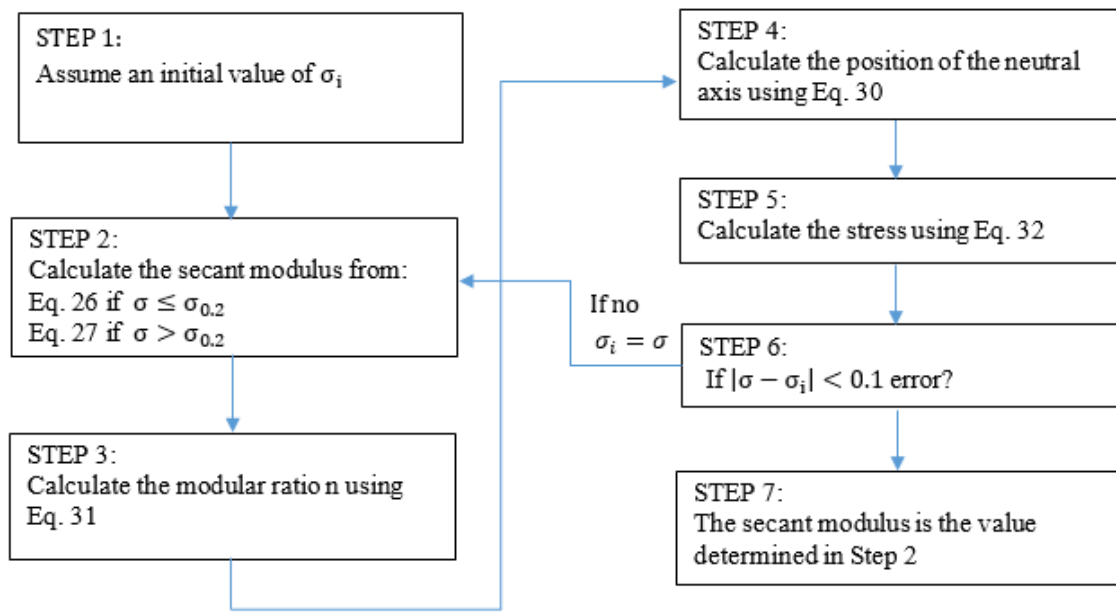 STEP 1:
Assume an initial value of σᵢ
STEP 2:
Calculate the secant modulus from:
Eq. 26 if σ ≤ σ₀.₂
Eq. 27 if σ > σ₀.₂
STEP 3:
Calculate the modular ratio n using
Eq. 31
STEP 4:
Calculate the position of the neutral
axis using Eq. 30
STEP 5:
Calculate the stress using Eq. 32
If no
σᵢ = σ
STEP 6:
If |σ − σᵢ| < 0.1 error?
STEP 7:
The secant modulus is the value
determined in Step 2